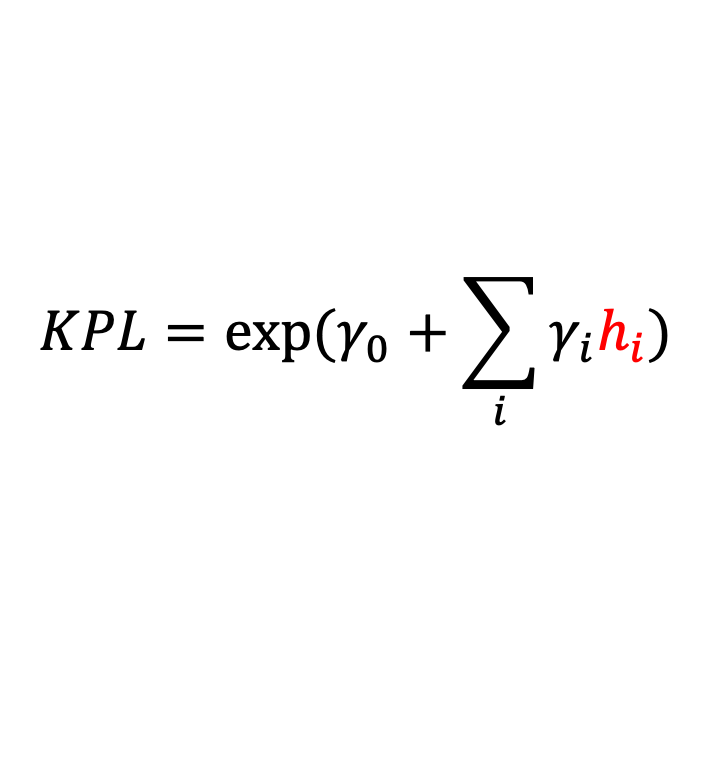 KPL = exp(γ₀ + ∑ᵢ γᵢhᵢ)